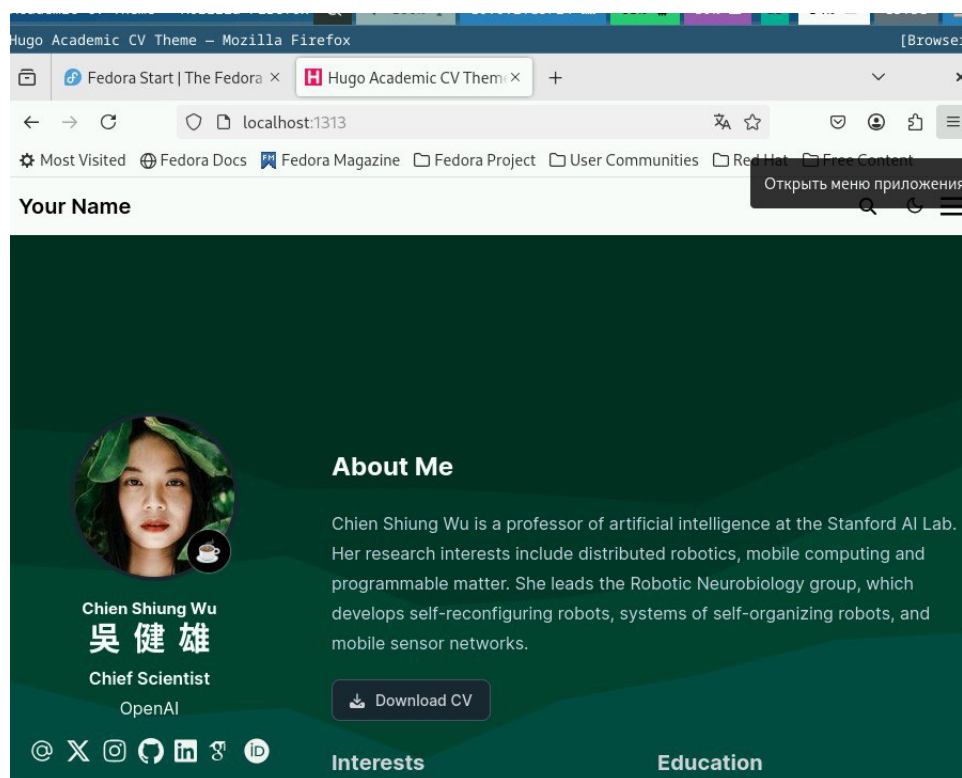 Hugo Academic CV Theme — Mozilla Firefox
[Browser
Fedora Start | The Fedora
Hugo Academic CV Theme
localhost:1313
Most Visited
Fedora Docs
Fedora Magazine
Fedora Project
User Communities
Red Hat
Free Content
Открыть меню приложения
Your Name
About Me
Chien Shiung Wu is a professor of artificial intelligence at the Stanford AI Lab.
Her research interests include distributed robotics, mobile computing and
programmable matter. She leads the Robotic Neurobiology group, which
develops self-reconfiguring robots, systems of self-organizing robots, and
mobile sensor networks.
Chien Shiung Wu
吳健雄
Chief Scientist
OpenAI
Download CV
Interests
Education